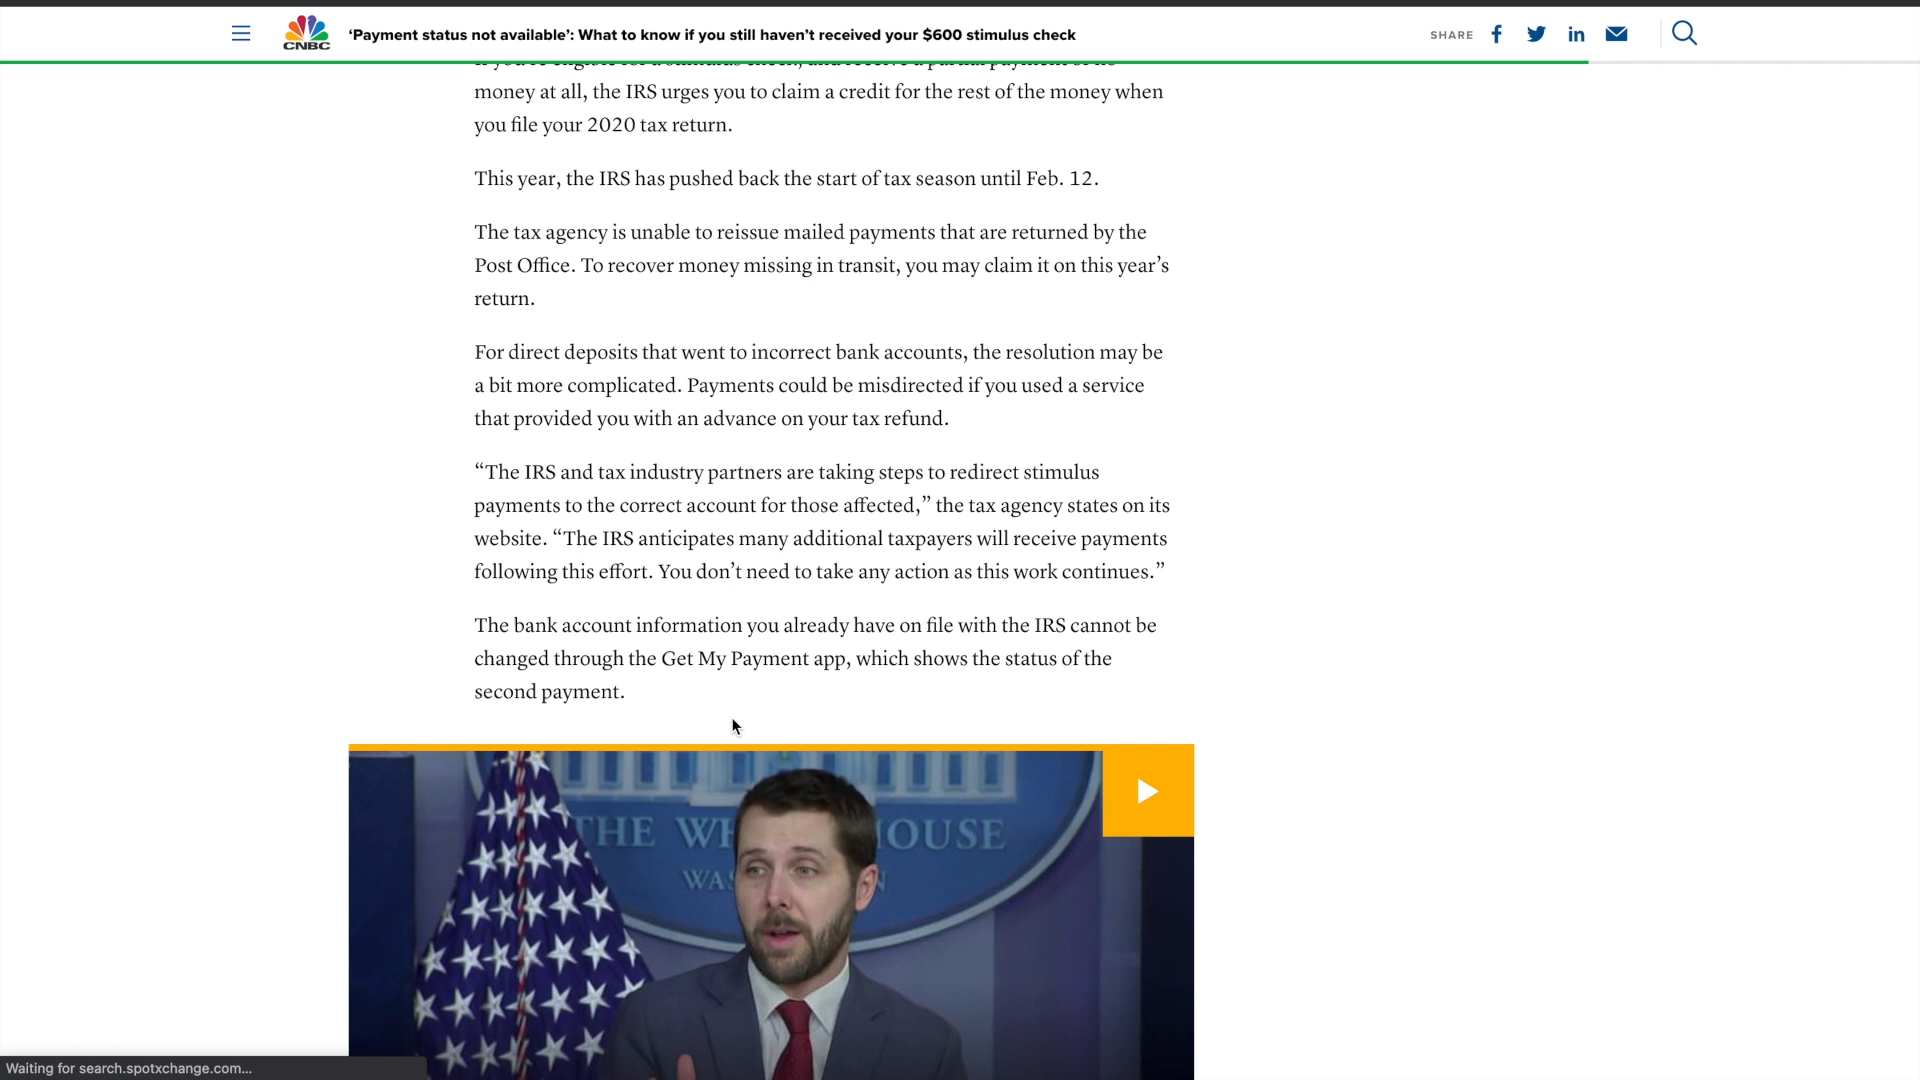 CNBC
‘Payment status not available’: What to know if you still haven’t received your $600 stimulus check
SHARE
money at all, the IRS urges you to claim a credit for the rest of the money when
you file your 2020 tax return.
This year, the IRS has pushed back the start of tax season until Feb. 12.
The tax agency is unable to reissue mailed payments that are returned by the
Post Office. To recover money missing in transit, you may claim it on this year’s
return.
For direct deposits that went to incorrect bank accounts, the resolution may be
a bit more complicated. Payments could be misdirected if you used a service
that provided you with an advance on your tax refund.
“The IRS and tax industry partners are taking steps to redirect stimulus
payments to the correct account for those affected,” the tax agency states on its
website. “The IRS anticipates many additional taxpayers will receive payments
following this effort. You don’t need to take any action as this work continues.”
The bank account information you already have on file with the IRS cannot be
changed through the Get My Payment app, which shows the status of the
second payment.
THE WH OUSE
WAS N
Waiting for search.spotxchange.com...